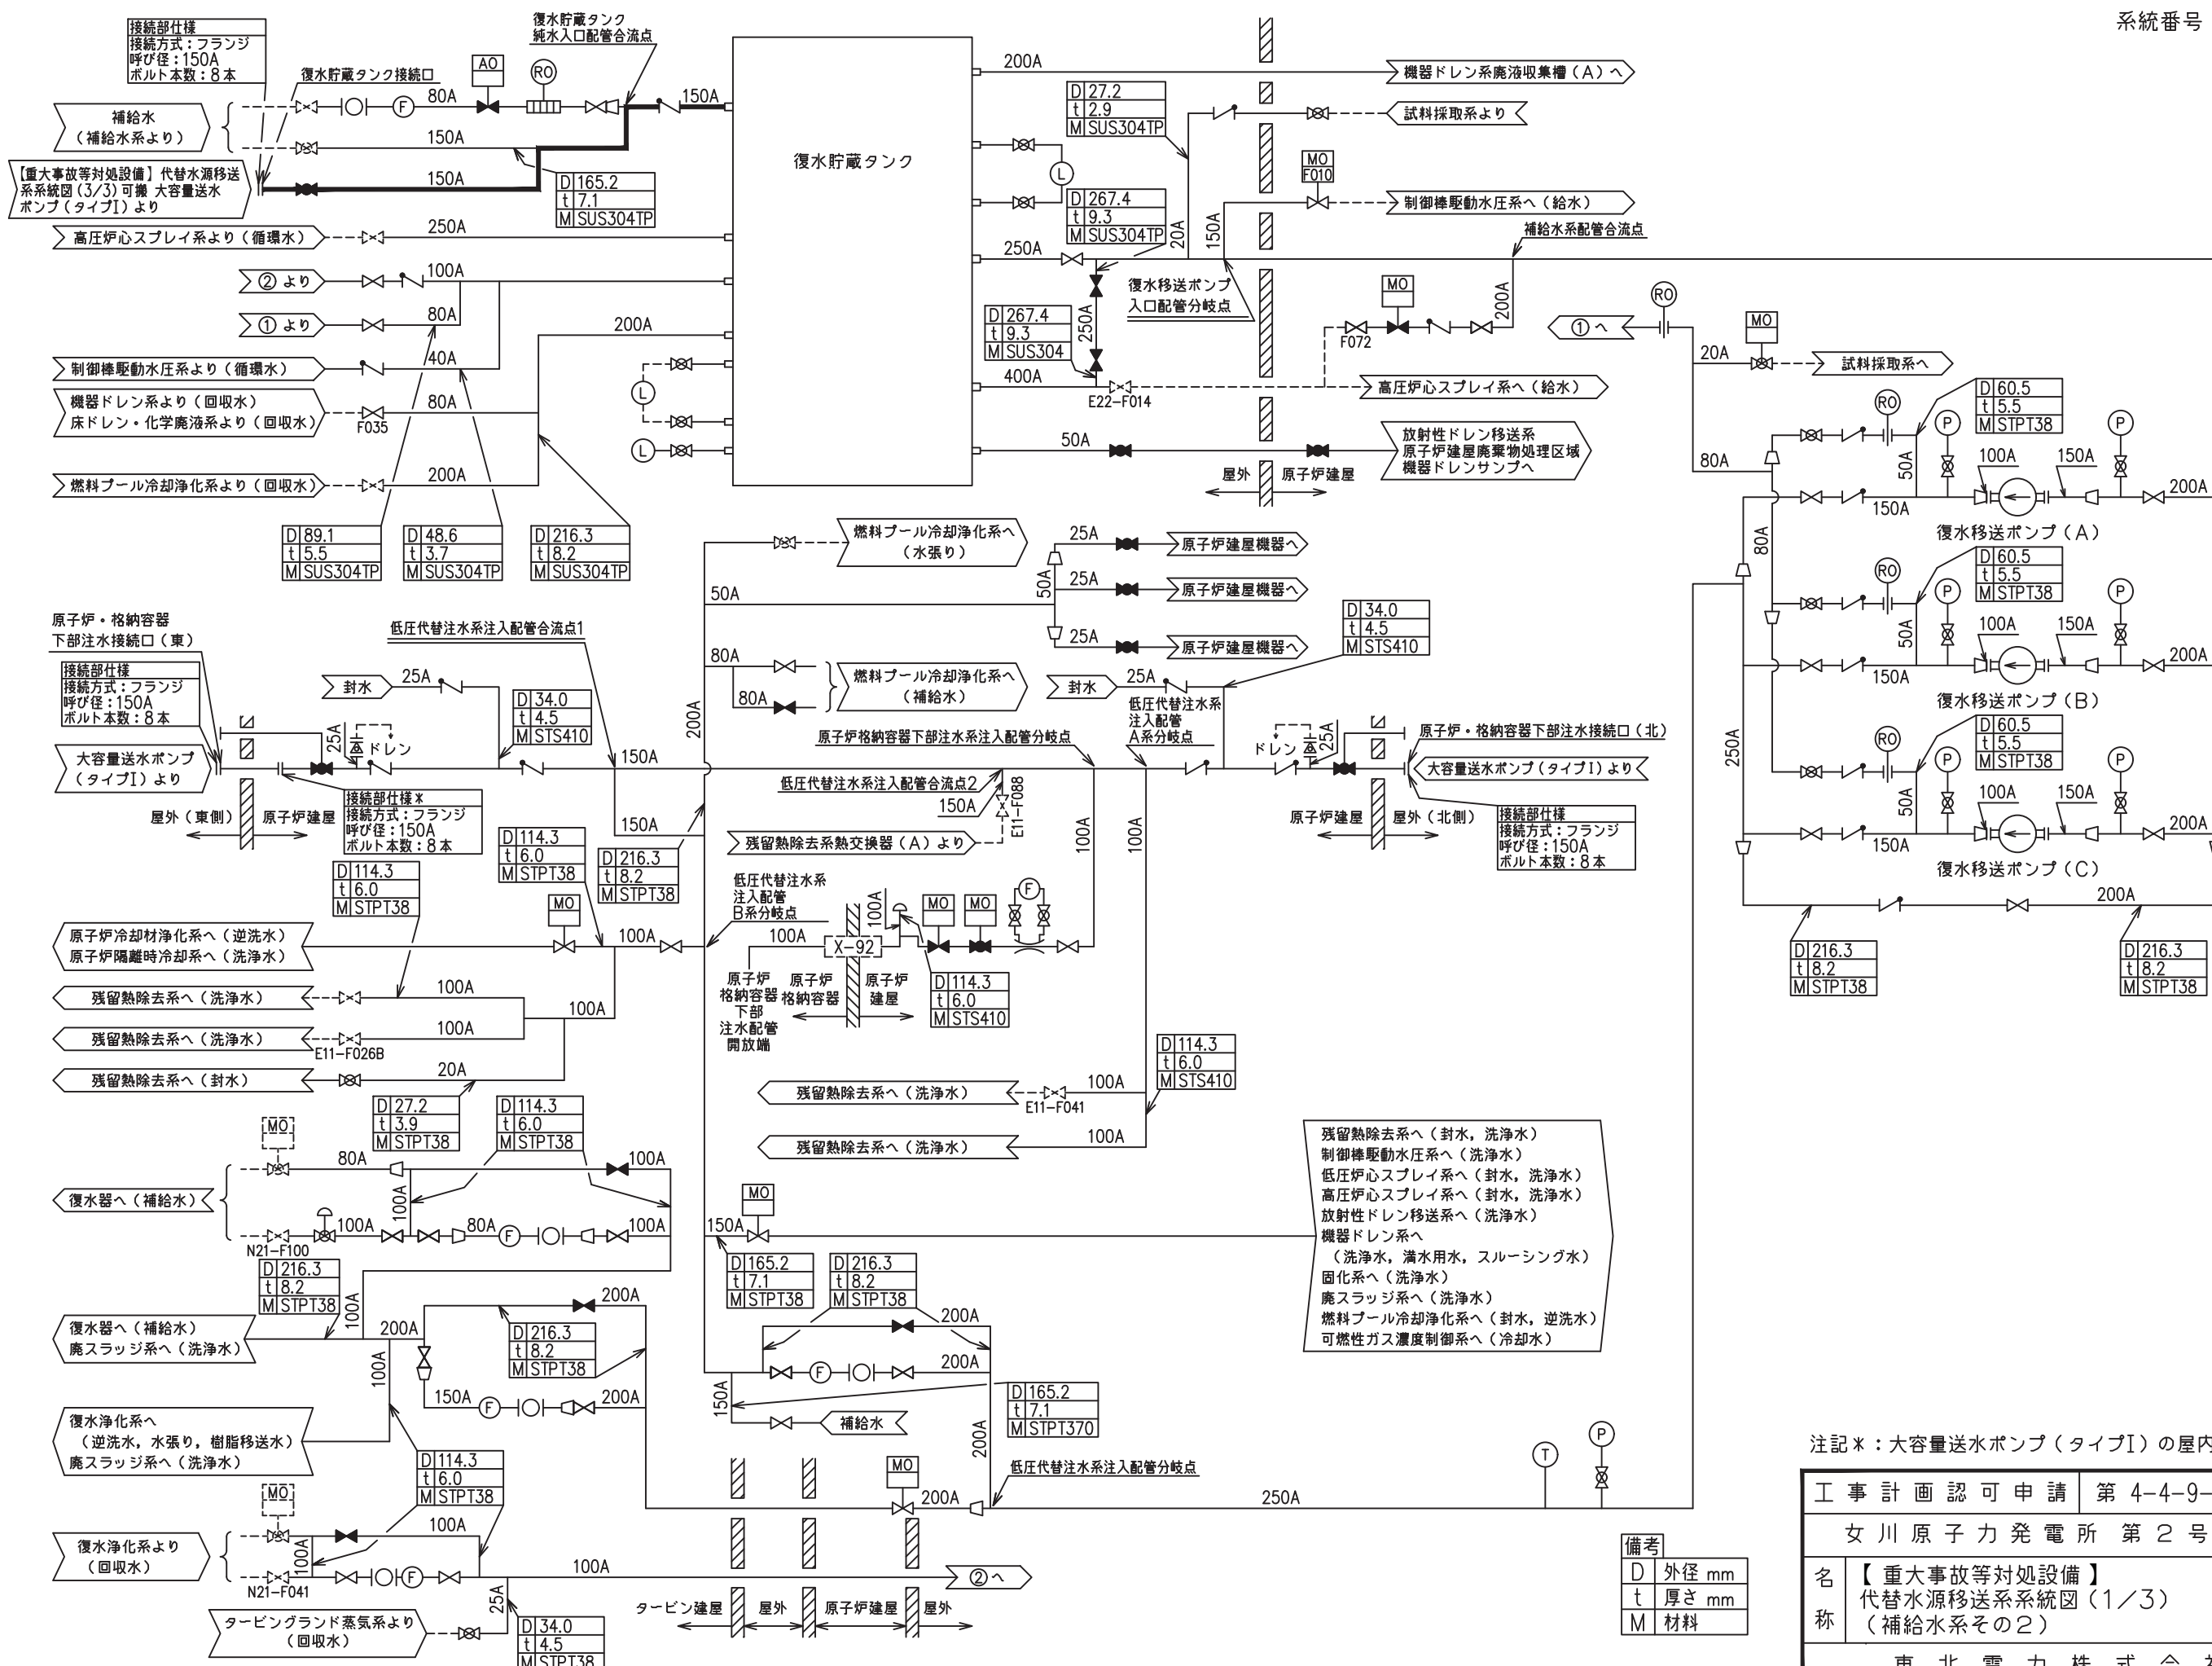 系統番号
接続部仕様
接続方式：フランジ
呼び径：150A
ボルト本数：8本
復水貯蔵タンク接続口
復水貯蔵タンク
純水入口配管合流点
AO
RO
F
80A
150A
補給水
（補給水系より）
150A
【重大事故等対処設備】代替水源移送
系系統図（3/3）可搬 大容量送水
ポンプ（タイプI）より
150A
D 165.2
t 7.1
M SUS304TP
高圧炉心スプレイ系より（循環水）
250A
②より
100A
①より
80A
制御棒駆動水圧系より（循環水）
40A
200A
機器ドレン系より（回収水）
床ドレン・化学廃液系より（回収水）
F035
80A
燃料プール冷却浄化系より（回収水）
200A
L
L
D 89.1
t 5.5
M SUS304TP
D 48.6
t 3.7
M SUS304TP
D 216.3
t 8.2
M SUS304TP
復水貯蔵タンク
200A
機器ドレン系廃液収集槽（A）へ
D 27.2
t 2.9
M SUS304TP
試料採取系より
L
MO
F010
制御棒駆動水圧系へ（給水）
D 267.4
t 9.3
M SUS304TP
20A
150A
250A
補給水系配管合流点
復水移送ポンプ
入口配管分岐点
D 267.4
t 9.3
M SUS304
250A
MO
F072
200A
400A
E22-F014
高圧炉心スプレイ系へ（給水）
50A
放射性ドレン移送系
原子炉建屋廃棄物処理区域
機器ドレンサンプへ
屋外
原子炉建屋
①へ
RO
MO
20A
試料採取系へ
80A
80A
RO
D 60.5
t 5.5
M STPT38
P
P
50A
100A
150A
200A
150A
復水移送ポンプ（A）
RO
D 60.5
t 5.5
M STPT38
P
P
50A
100A
150A
200A
150A
復水移送ポンプ（B）
RO
D 60.5
t 5.5
M STPT38
P
P
50A
100A
150A
200A
150A
復水移送ポンプ（C）
250A
200A
D 216.3
t 8.2
M STPT38
D 216.3
t 8.2
M STPT38
燃料プール冷却浄化系へ
（水張り）
50A
50A
25A
原子炉建屋機器へ
25A
原子炉建屋機器へ
25A
原子炉建屋機器へ
80A
80A
燃料プール冷却浄化系へ
（補給水）
200A
原子炉・格納容器
下部注水接続口（東）
接続部仕様
接続方式：フランジ
呼び径：150A
ボルト本数：8本
大容量送水ポンプ
（タイプI）より
屋外（東側）
原子炉建屋
封水
25A
25A
ドレン
低圧代替注水系注入配管合流点1
D 34.0
t 4.5
M STS410
接続部仕様＊
接続方式：フランジ
呼び径：150A
ボルト本数：8本
150A
150A
封水
25A
D 34.0
t 4.5
M STS410
低圧代替注水系
注入配管
A系分岐点
原子炉格納容器下部注水系注入配管分岐点
ドレン
25A
原子炉・格納容器下部注水接続口（北）
大容量送水ポンプ（タイプI）より
原子炉建屋
屋外（北側）
接続部仕様
接続方式：フランジ
呼び径：150A
ボルト本数：8本
低圧代替注水系注入配管合流点2
150A
E11-F088
残留熱除去系熱交換器（A）より
100A
100A
D 114.3
t 6.0
M STPT38
D 114.3
t 6.0
M STPT38
D 216.3
t 8.2
M STPT38
低圧代替注水系
注入配管
B系分岐点
MO
原子炉冷却材浄化系へ（逆洗水）
原子炉隔離時冷却系へ（洗浄水）
100A
残留熱除去系へ（洗浄水）
100A
100A
残留熱除去系へ（洗浄水）
E11-F026B
100A
残留熱除去系へ（封水）
20A
100A
X-92
100A
MO
MO
F
原子炉
格納容器
下部
注水配管
開放端
原子炉
格納容器
原子炉
建屋
D 114.3
t 6.0
M STS410
D 114.3
t 6.0
M STS410
残留熱除去系へ（洗浄水）
E11-F041
100A
残留熱除去系へ（洗浄水）
100A
D 27.2
t 3.9
M STPT38
D 114.3
t 6.0
M STPT38
MO
80A
100A
復水器へ（補給水）
100A
N21-F100
100A
80A
F
100A
D 216.3
t 8.2
M STPT38
100A
復水器へ（補給水）
廃スラッジ系へ（洗浄水）
200A
200A
D 216.3
t 8.2
M STPT38
100A
150A
F
200A
復水浄化系へ
（逆洗水，水張り，樹脂移送水）
廃スラッジ系へ（洗浄水）
D 114.3
t 6.0
M STPT38
MO
復水浄化系より
（回収水）
100A
100A
N21-F041
F
100A
②へ
25A
タービングランド蒸気系より
（回収水）
D 34.0
t 4.5
M STPT38
150A
MO
D 165.2
t 7.1
M STPT38
D 216.3
t 8.2
M STPT38
200A
F
200A
150A
補給水
D 165.2
t 7.1
M STPT370
200A
MO
200A
低圧代替注水系注入配管分岐点
250A
T
P
タービン建屋
屋外
原子炉建屋
屋外
残留熱除去系へ（封水，洗浄水）
制御棒駆動水圧系へ（洗浄水）
低圧炉心スプレイ系へ（封水，洗浄水）
高圧炉心スプレイ系へ（封水，洗浄水）
放射性ドレン移送系へ（洗浄水）
機器ドレン系へ
（洗浄水，満水用水，スルーシング水）
固化系へ（洗浄水）
廃スラッジ系へ（洗浄水）
燃料プール冷却浄化系へ（封水，逆洗水）
可燃性ガス濃度制御系へ（冷却水）
備考
D 外径 mm
t 厚さ mm
M 材料
注記＊：大容量送水ポンプ（タイプI）の屋内
工事計画認可申請 第 4-4-9-
女川原子力発電所 第2号
名称
【重大事故等対処設備】
代替水源移送系系統図（1／3）
（補給水系その2）
東北電力株式会